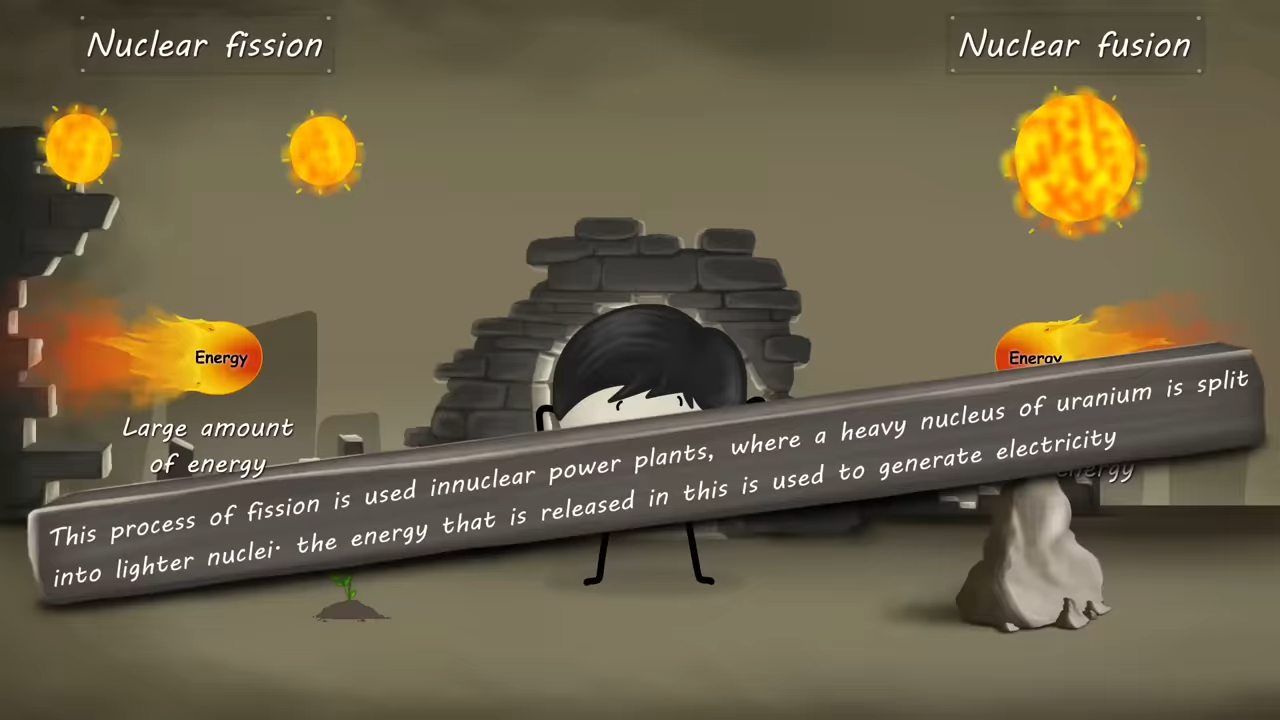 Nuclear fission
Nuclear fusion
Energy
Energy
Large amount
of energy
energy
This process of fission is used innuclear power plants, where a heavy nucleus of uranium is split
into lighter nuclei· the energy that is released in this is used to generate electricity